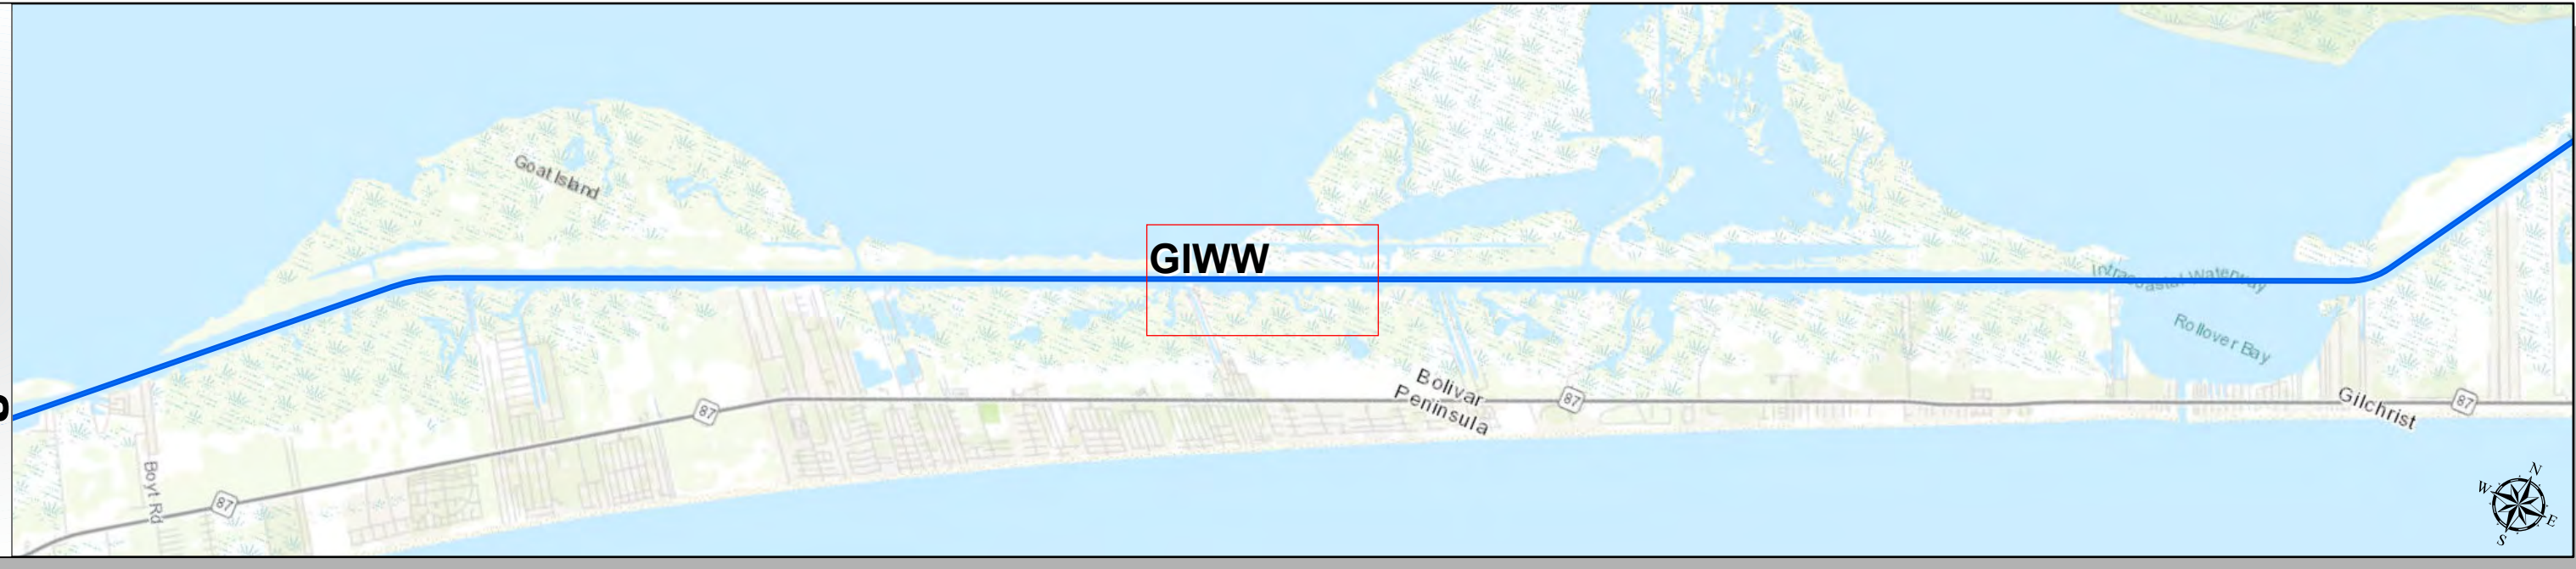 Goat Island
GIWW
Intracoastal Waterway
Rollover Bay
Bolivar
Peninsula
87
87
Gilchrist
87
Boyt Rd
87
N
W
E
S